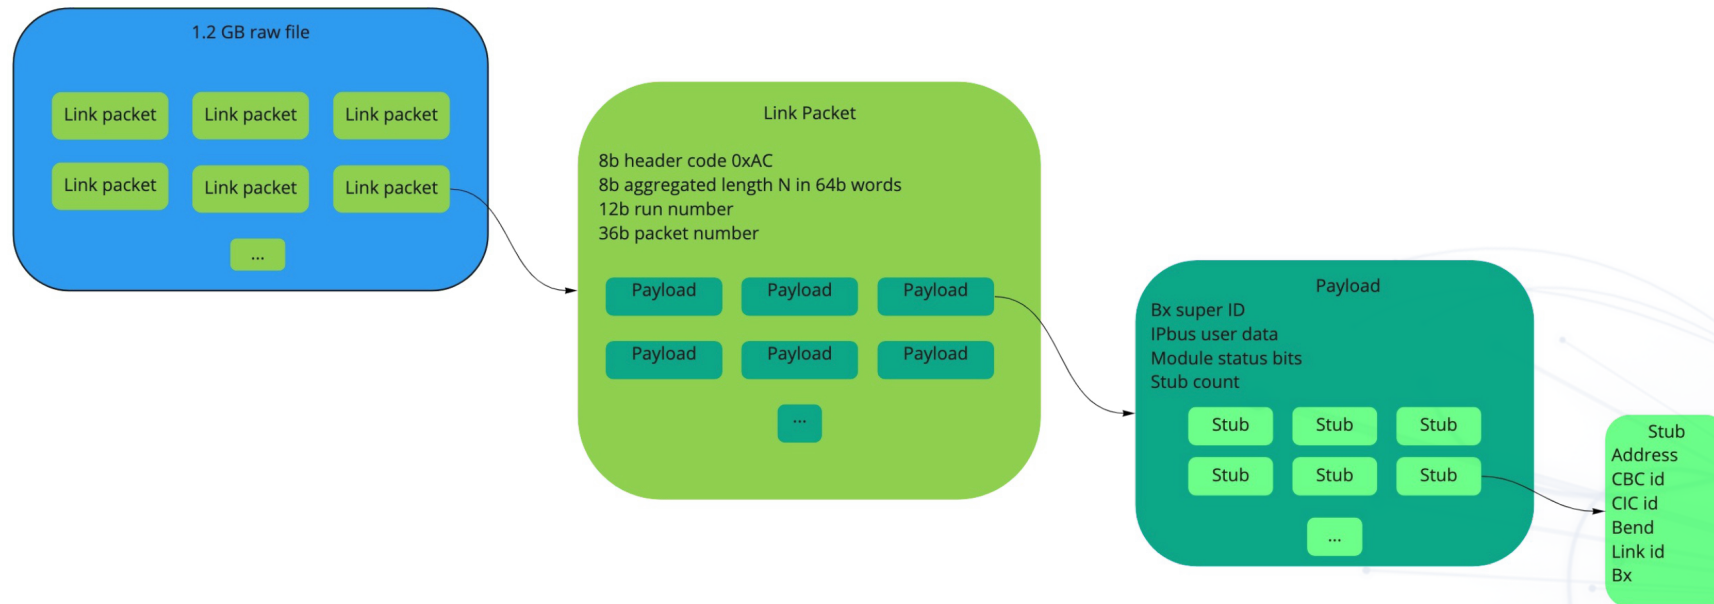 1.2 GB raw file
Link packet Link packet Link packet
Link packet Link packet Link packet
...
Link Packet
8b header code 0xAC
8b aggregated length N in 64b words
12b run number
36b packet number
Payload Payload Payload
Payload Payload Payload
...
Payload
Bx super ID
IPbus user data
Module status bits
Stub count
Stub Stub Stub
Stub Stub Stub
...
Stub
Address
CBC id
CIC id
Bend
Link id
Bx